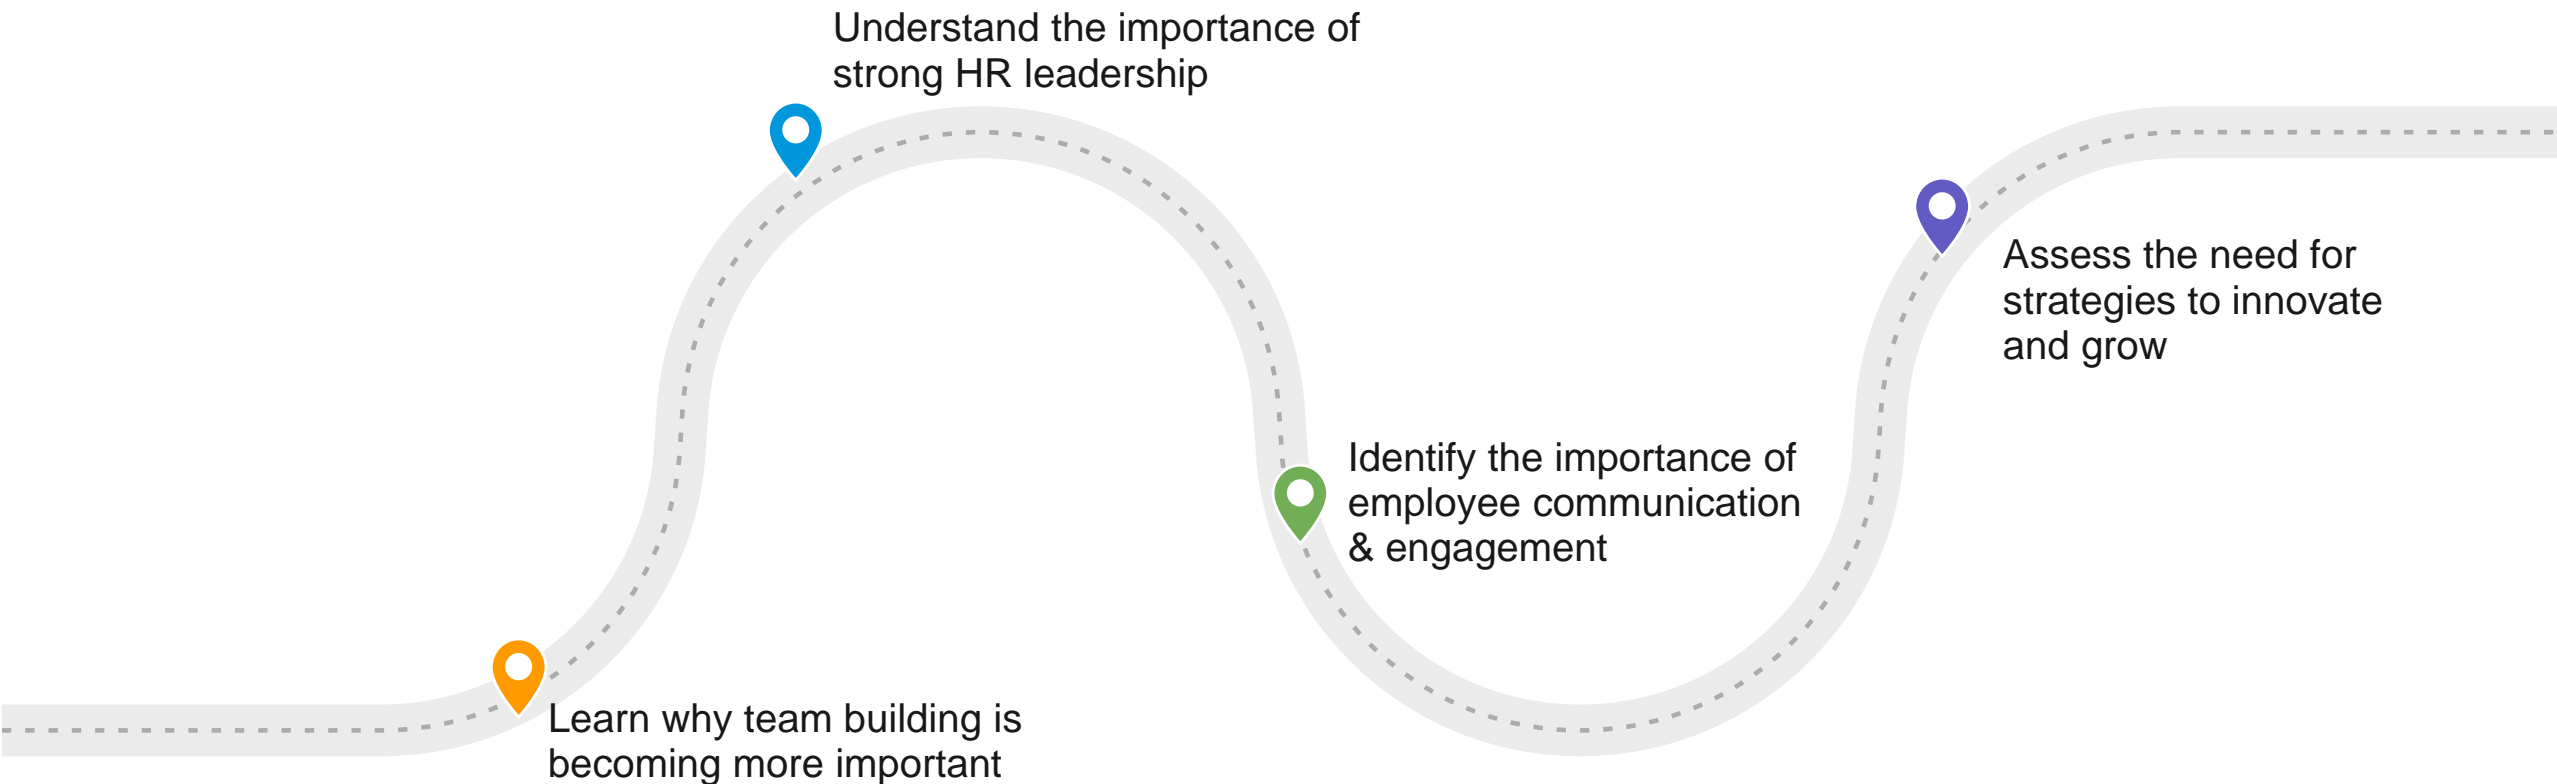 Understand the importance of
strong HR leadership
Assess the need for
strategies to innovate
and grow
Identify the importance of
employee communication
& engagement
Learn why team building is
becoming more important